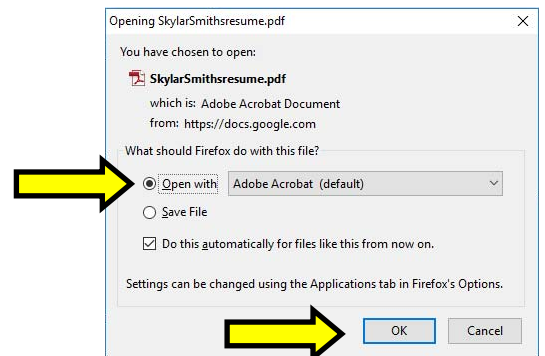 Opening SkylarSmithsresume.pdf
You have chosen to open:
SkylarSmithsresume.pdf
which is: Adobe Acrobat Document
from: https://docs.google.com
What should Firefox do with this file?
Open with Adobe Acrobat (default)
Save File
Do this automatically for files like this from now on.
Settings can be changed using the Applications tab in Firefox's Options.
OK Cancel